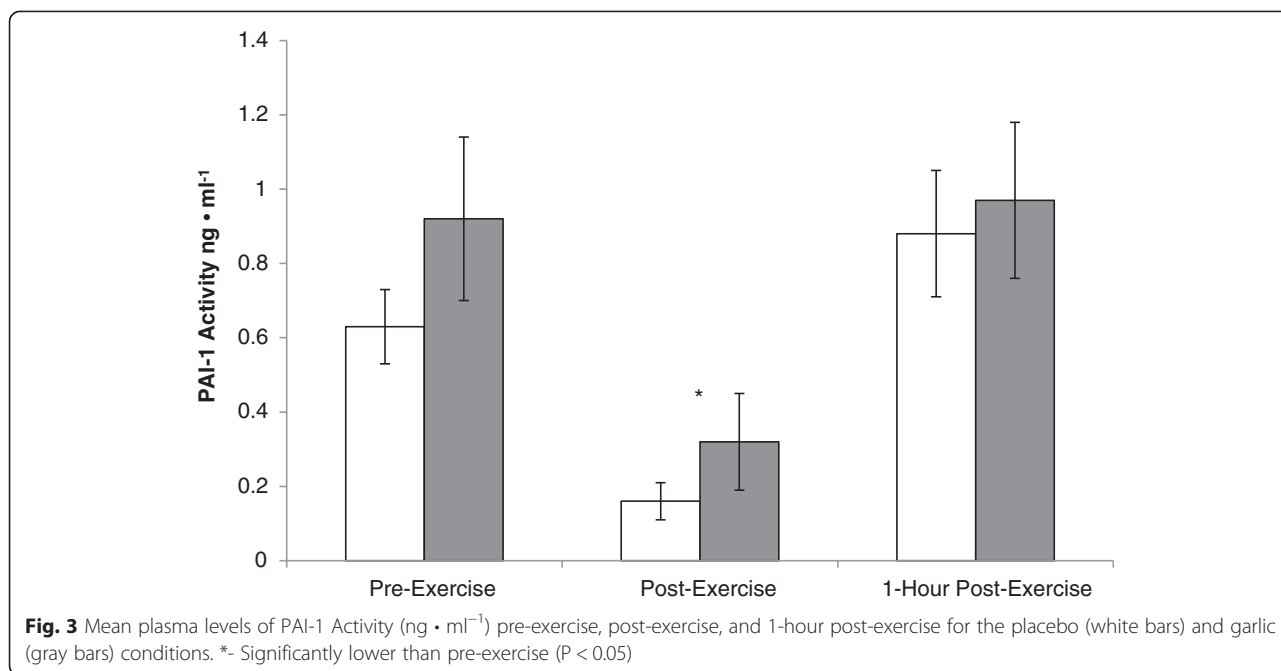 1.4
1.2
1
0.8
0.6
0.4
0.2
0
PAI-1 Activity ng • ml-1
*
Pre-Exercise Post-Exercise 1-Hour Post-Exercise
Fig. 3 Mean plasma levels of PAI-1 Activity (ng • ml−1) pre-exercise, post-exercise, and 1-hour post-exercise for the placebo (white bars) and garlic
(gray bars) conditions. *- Significantly lower than pre-exercise (P < 0.05)